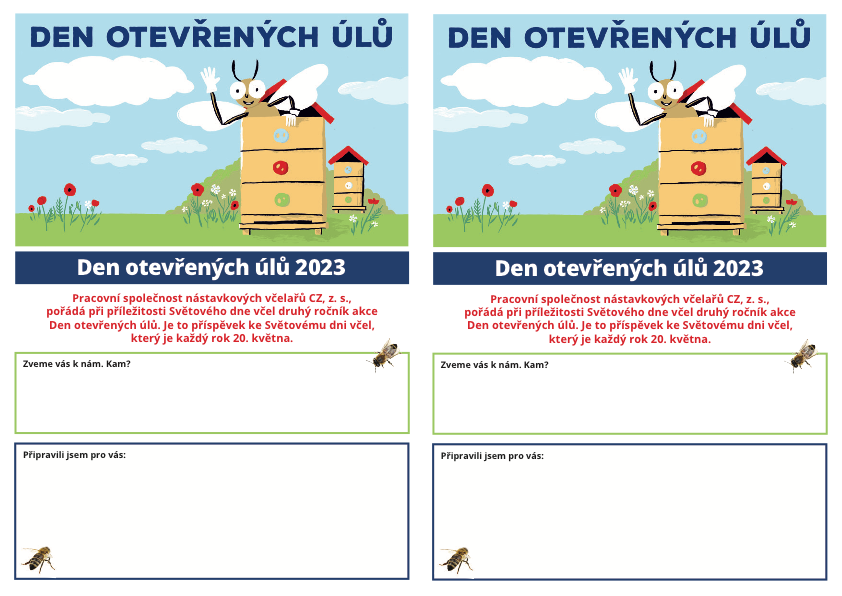 DEN OTEVŘENÝCH ÚLŮ
Den otevřených úlů 2023
Pracovní společnost nástavkových včelařů CZ, z. s.,
pořádá při příležitosti Světového dne včel druhý ročník akce
Den otevřených úlů. Je to příspěvek ke Světovému dni včel,
který je každý rok 20. května.
Zveme vás k nám. Kam?
Připravili jsem pro vás:
DEN OTEVŘENÝCH ÚLŮ
Den otevřených úlů 2023
Pracovní společnost nástavkových včelařů CZ, z. s.,
pořádá při příležitosti Světového dne včel druhý ročník akce
Den otevřených úlů. Je to příspěvek ke Světovému dni včel,
který je každý rok 20. května.
Zveme vás k nám. Kam?
Připravili jsem pro vás: